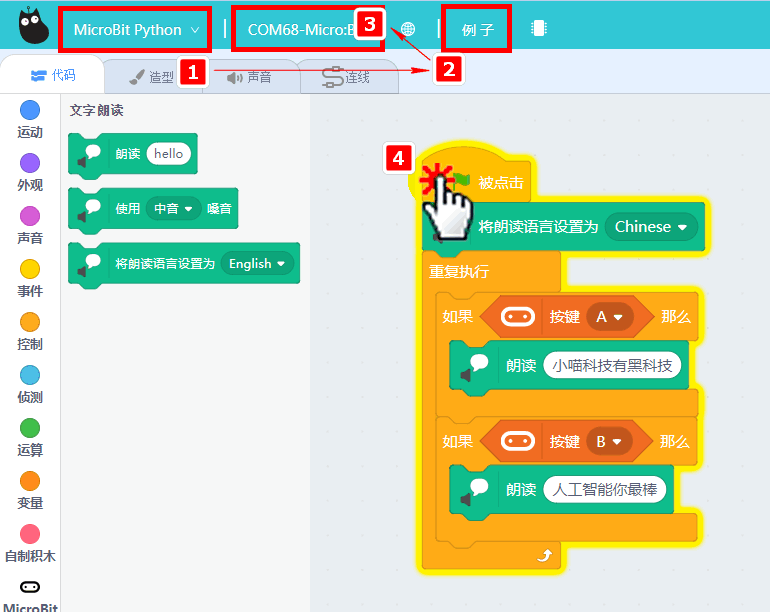 MicroBit Python
COM68-Micro:B
3
例子
1
2
代码
造型
声音
连线
运动
外观
声音
事件
控制
侦测
运算
变量
自制积木
MicroBit
文字朗读
朗读 hello
使用 中音 嗓音
将朗读语言设置为 English
4
被点击
将朗读语言设置为 Chinese
重复执行
如果 按键 A 那么
朗读 小喵科技有黑科技
如果 按键 B 那么
朗读 人工智能你最棒